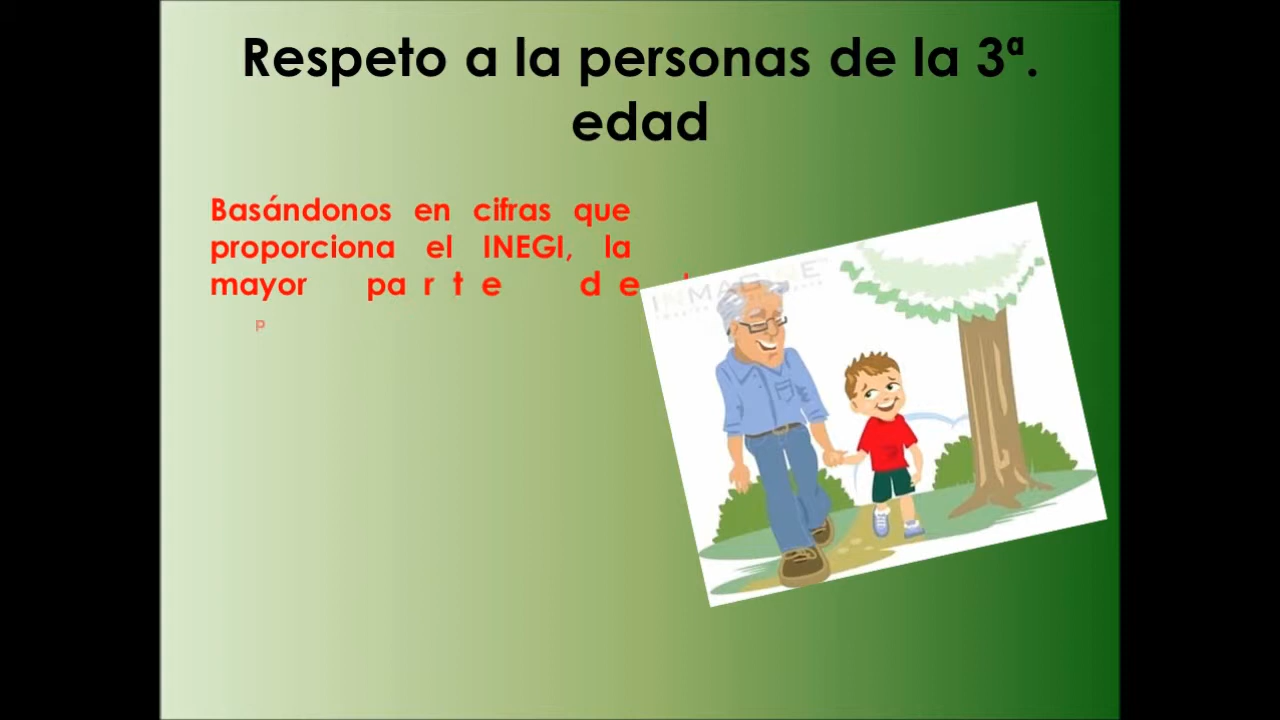 Respeto a la personas de la 3ª.
edad
Basándonos en cifras que
proporciona el INEGI, la
mayor parte de
P